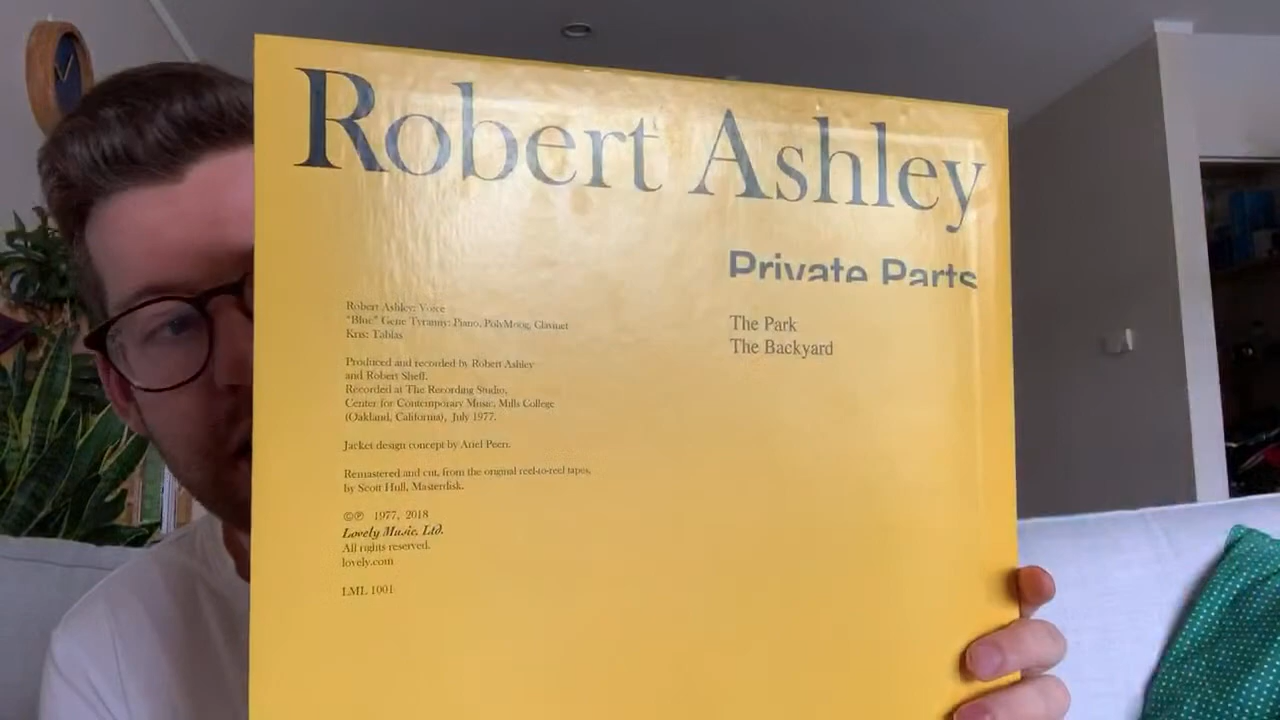 Robert Ashley
Private Parts
The Park
The Backyard
Robert Ashley: Voice
"Blue" Gene Tyranny: Piano, PolyMoog, Clavinet
Kris: Tablas
Produced and recorded by Robert Ashley
and Robert Sheff.
Recorded at The Recording Studio,
Center for Contemporary Music, Mills College
(Oakland, California), July 1977.
Jacket design concept by Ariel Peeri.
Remastered and cut, from the original reel-to-reel tapes,
by Scott Hull, Masterdisk.
©℗ 1977, 2018
Lovely Music, Ltd.
All rights reserved.
lovely.com
LML 1001